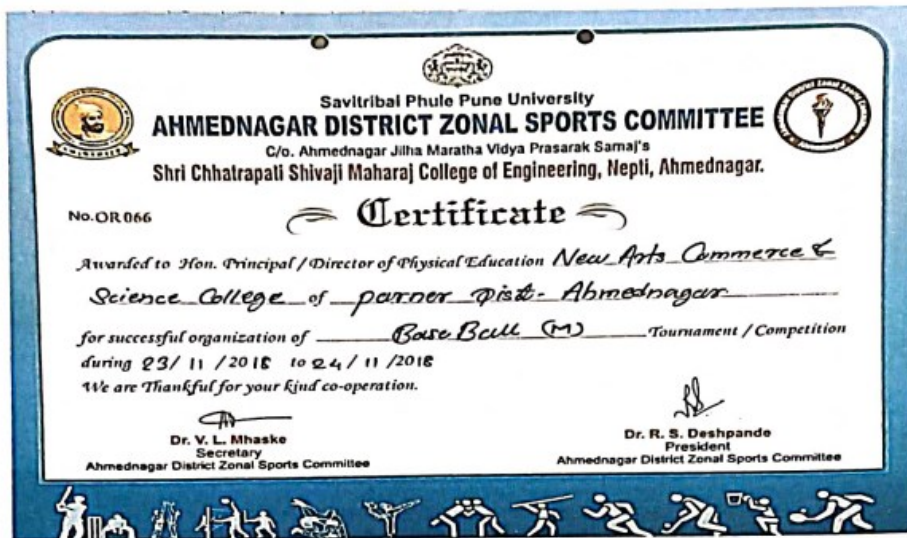 Savitribai Phule Pune University
AHMEDNAGAR DISTRICT ZONAL SPORTS COMMITTEE
C/o. Ahmednagar Jilha Maratha Vidya Prasarak Samaj's
Shri Chhatrapati Shivaji Maharaj College of Engineering, Nepti, Ahmednagar.
No.OR066
Certificate
Awarded to Hon. Principal / Director of Physical Education New Arts Commerce &
Science College of parner Dist- Ahmednagar
for successful organization of Base Ball (M) Tournament / Competition
during 23/ 11 /2018 to 24/ 11 /2018
We are Thankful for your kind co-operation.
Dr. V. L. Mhaske
Secretary
Ahmednagar District Zonal Sports Committee
Dr. R. S. Deshpande
President
Ahmednagar District Zonal Sports Committee